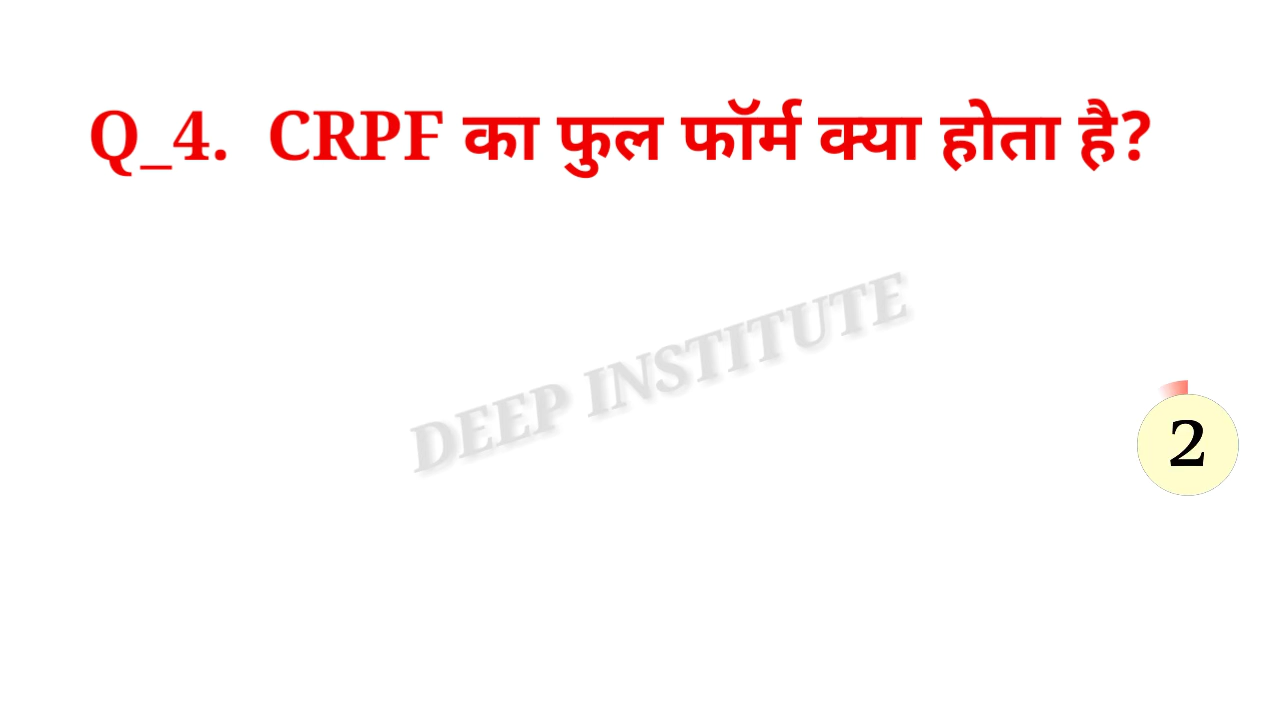 Q_4. CRPF का फुल फॉर्म क्या होता है?
DEEP INSTITUTE
2